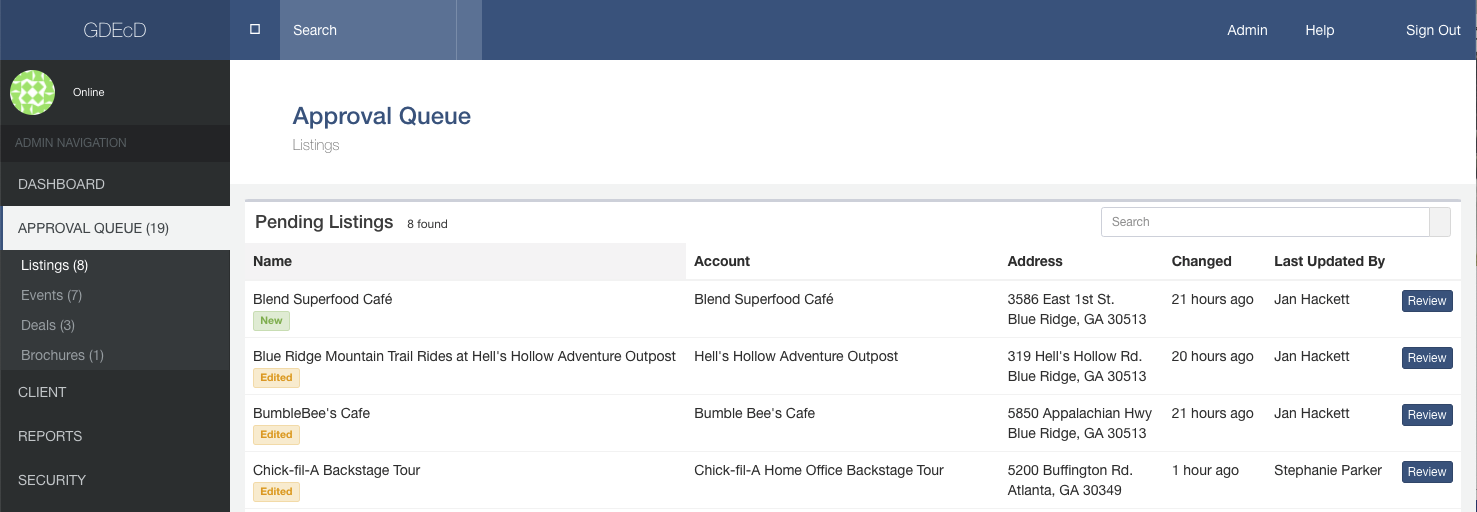 GDEcD
Search
Admin Help Sign Out
Online
ADMIN NAVIGATION
DASHBOARD
APPROVAL QUEUE (19)
Listings (8)
Events (7)
Deals (3)
Brochures (1)
CLIENT
REPORTS
SECURITY
Approval Queue
Listings
Pending Listings 8 found
Search
Name Account Address Changed Last Updated By
Blend Superfood Café Blend Superfood Café 3586 East 1st St. 21 hours ago Jan Hackett Review
New Blue Ridge, GA 30513
Blue Ridge Mountain Trail Rides at Hell's Hollow Adventure Outpost Hell's Hollow Adventure Outpost 319 Hell's Hollow Rd. 20 hours ago Jan Hackett Review
Edited Blue Ridge, GA 30513
BumbleBee's Cafe Bumble Bee's Cafe 5850 Appalachian Hwy 21 hours ago Jan Hackett Review
Edited Blue Ridge, GA 30513
Chick-fil-A Backstage Tour Chick-fil-A Home Office Backstage Tour 5200 Buffington Rd. 1 hour ago Stephanie Parker Review
Edited Atlanta, GA 30349